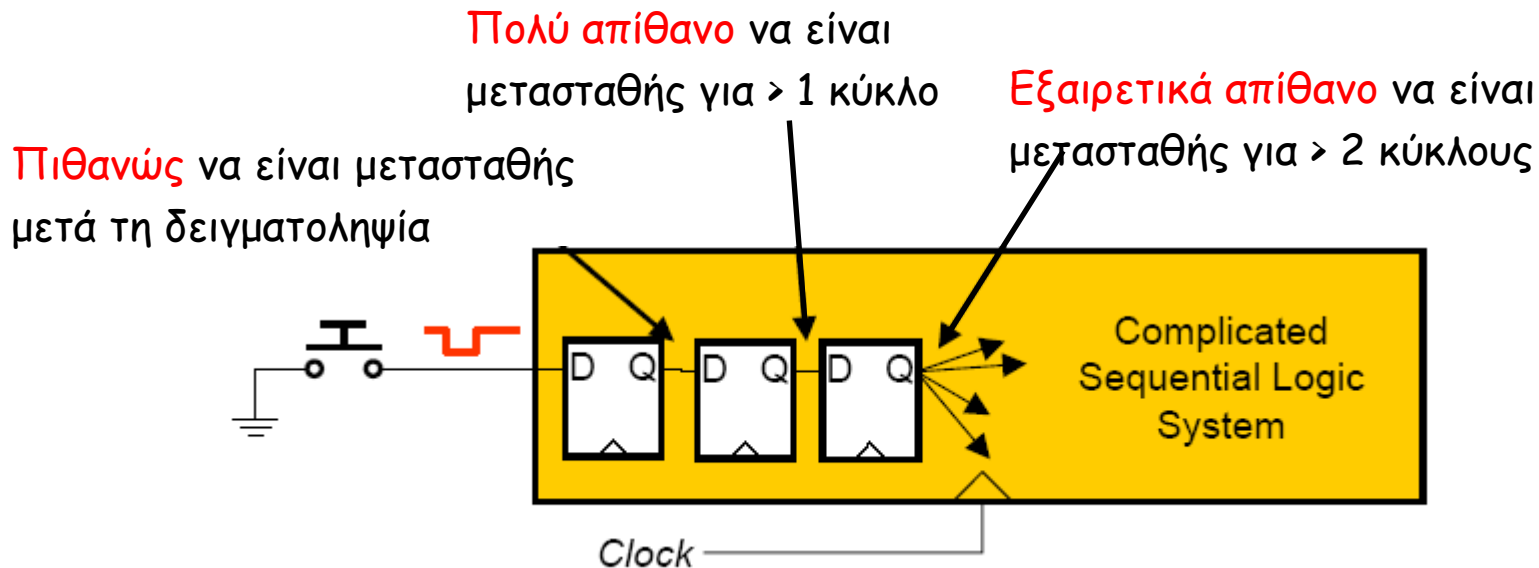 Πολύ απίθανο να είναι
μετασταθής για > 1 κύκλο
Εξαιρετικά απίθανο να είναι
μετασταθής για > 2 κύκλους
Πιθανώς να είναι μετασταθής
μετά τη δειγματοληψία
D Q D Q D Q
Complicated
Sequential Logic
System
Clock